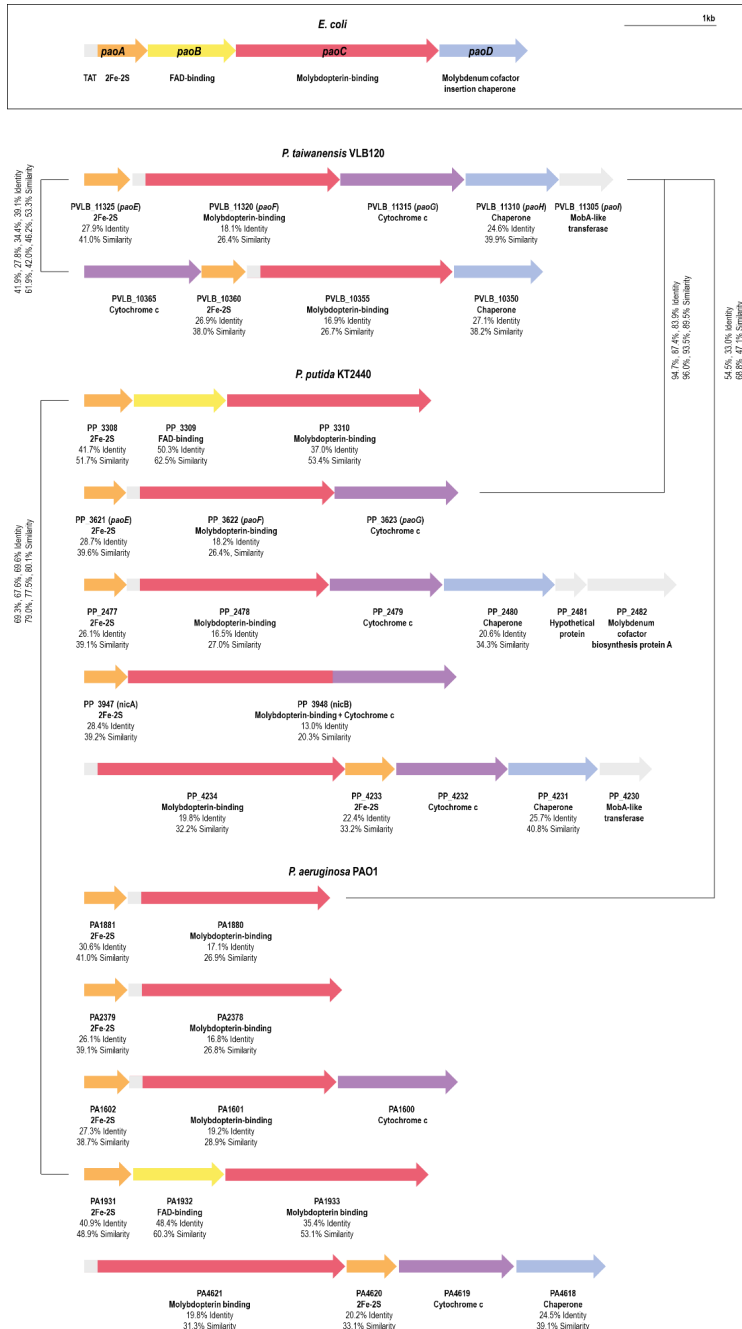 E. coli
1kb
paoA paoB paoC paoD
TAT 2Fe-2S FAD-binding Molybdopterin-binding Molybdenum cofactor
insertion chaperone
P. taiwanensis VLB120
41.9%, 27.8%, 34.4%, 39.1% Identity
61.9%, 42.0%, 46.2%, 53.3% Similarity
PVLB_11325 (paoE) PVLB_11320 (paoF) PVLB_11315 (paoG) PVLB_11310 (paoH) PVLB_11305 (paoI)
2Fe-2S Molybdopterin-binding Cytochrome c Chaperone MobA-like
27.9% Identity 18.1% Identity 24.6% Identity transferase
41.0% Similarity 26.4% Similarity 39.9% Similarity
PVLB_10365 PVLB_10360 PVLB_10355 PVLB_10350
Cytochrome c 2Fe-2S Molybdopterin-binding Chaperone
26.9% Identity 16.9% Identity 27.1% Identity
38.0% Similarity 26.7% Similarity 38.2% Similarity
94.7%, 87.4%, 83.9% Identity
96.0%, 93.5%, 89.5% Similarity
54.5%, 33.0% Identity
68.8%, 47.1% Similarity
P. putida KT2440
PP_3308 PP_3309 PP_3310
2Fe-2S FAD-binding Molybdopterin-binding
41.7% Identity 50.3% Identity 37.0% Identity
51.7% Similarity 62.5% Similarity 53.4% Similarity
PP_3621 (paoE) PP_3622 (paoF) PP_3623 (paoG)
2Fe-2S Molybdopterin-binding Cytochrome c
28.7% Identity 18.2% Identity
39.6% Similarity 26.4%, Similarity
69.3%, 67.6%, 69.6% Identity
79.0%, 77.5%, 80.1% Similarity
PP_2477 PP_2478 PP_2479 PP_2480 PP_2481 PP_2482
2Fe-2S Molybdopterin-binding Cytochrome c Chaperone Hypothetical Molybdenum
26.1% Identity 16.5% Identity 20.6% Identity protein cofactor
39.1% Similarity 27.0% Similarity 34.3% Similarity biosynthesis protein A
PP_3947 (nicA) PP_3948 (nicB)
2Fe-2S Molybdopterin-binding + Cytochrome c
28.4% Identity 13.0% Identity
39.2% Similarity 20.3% Similarity
PP_4234 PP_4233 PP_4232 PP_4231 PP_4230
Molybdopterin-binding 2Fe-2S Cytochrome c Chaperone MobA-like
19.8% Identity 22.4% Identity 25.7% Identity transferase
32.2% Similarity 33.2% Similarity 40.8% Similarity
P. aeruginosa PAO1
PA1881 PA1880
2Fe-2S Molybdopterin-binding
30.6% Identity 17.1% Identity
41.0% Similarity 26.9% Similarity
PA2379 PA2378
2Fe-2S Molybdopterin-binding
26.1% Identity 16.8% Identity
39.1% Similarity 26.8% Similarity
PA1602 PA1601 PA1600
2Fe-2S Molybdopterin-binding Cytochrome c
27.3% Identity 19.2% Identity
38.7% Similarity 28.9% Similarity
PA1931 PA1932 PA1933
2Fe-2S FAD-binding Molybdopterin binding
40.9% Identity 48.4% Identity 35.4% Identity
48.9% Similarity 60.3% Similarity 53.1% Similarity
PA4621 PA4620 PA4619 PA4618
Molybdopterin binding 2Fe-2S Cytochrome c Chaperone
19.8% Identity 20.2% Identity 24.5% Identity
31.3% Similarity 33.1% Similarity 39.1% Similarity